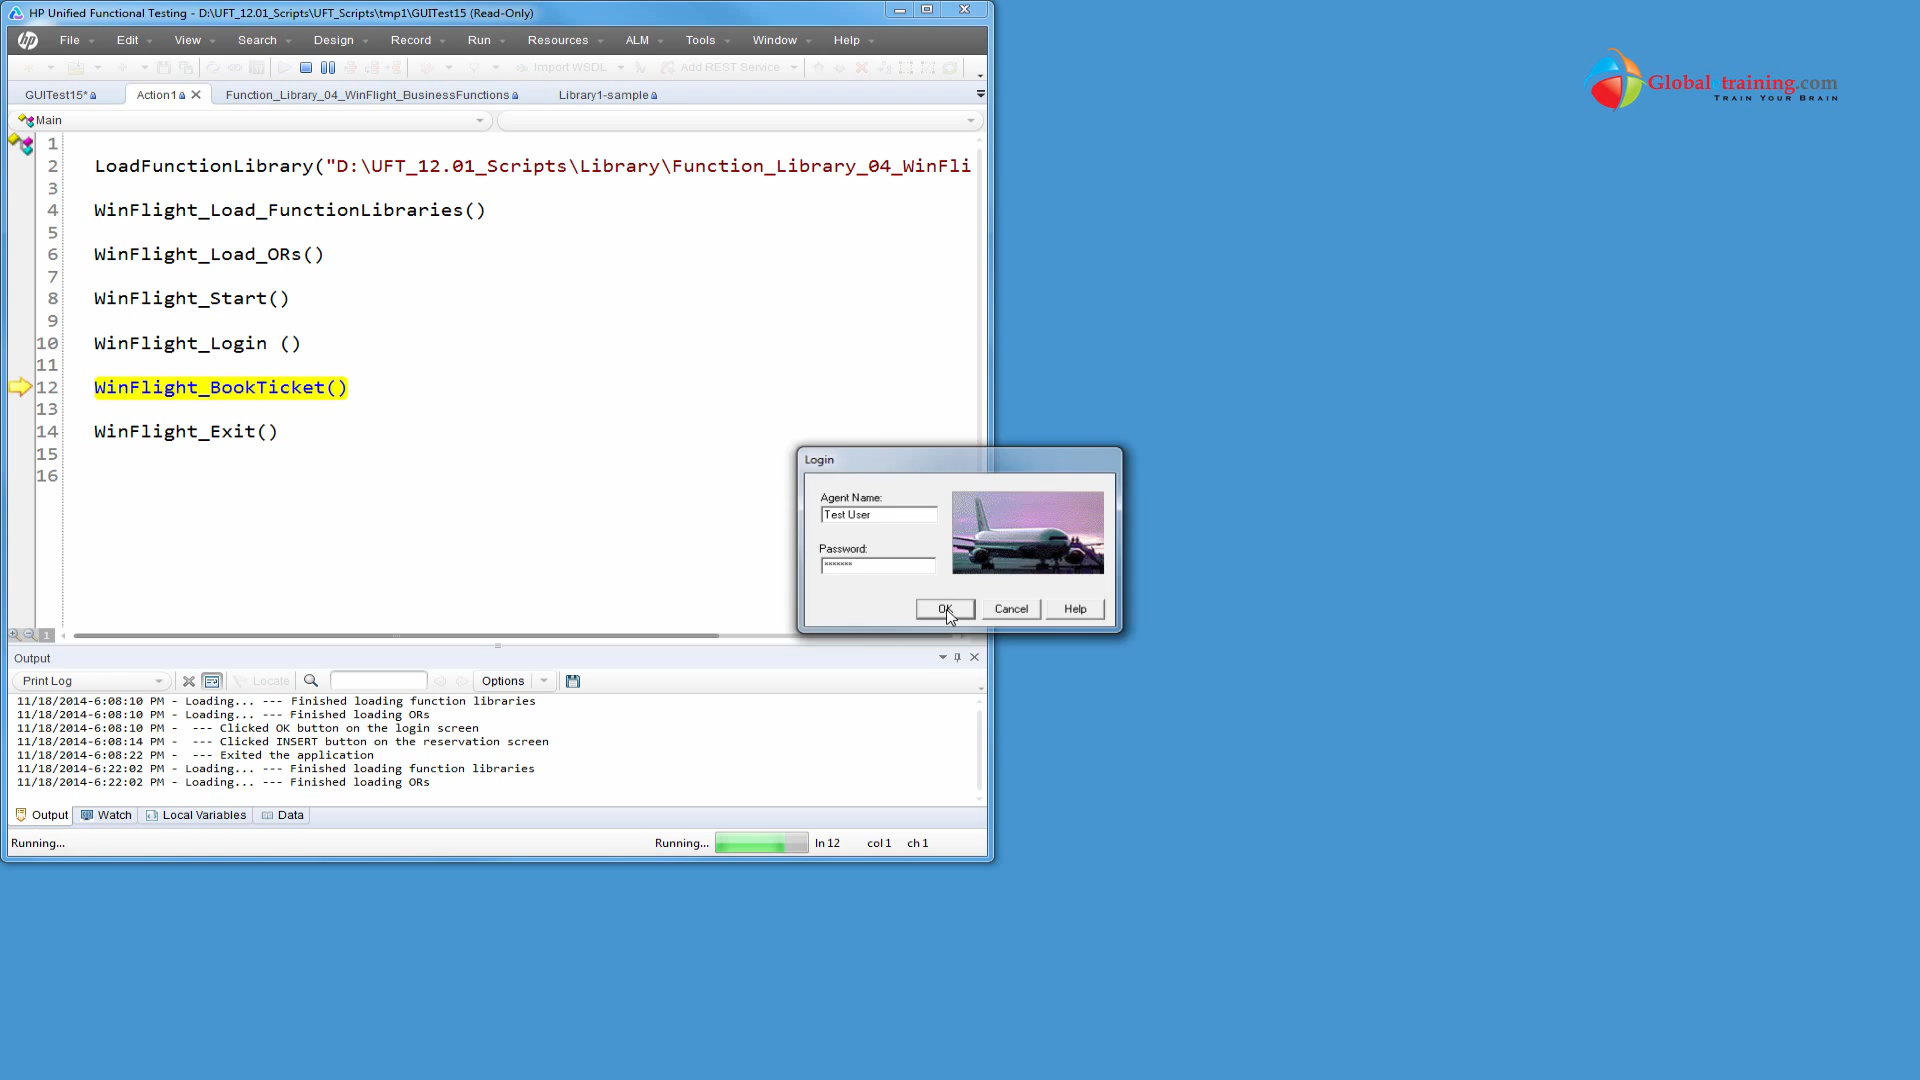 HP Unified Functional Testing - D:\UFT_12.01_Scripts\UFT_Scripts\tmp1\GUITest15 (Read-Only)
hp File Edit View Search Design Record Run Resources ALM Tools Window Help
Import WSDL Add REST Service
GUITest15* Action1 Function_Library_04_WinFlight_BusinessFunctions Library1-sample
Main
1
2 LoadFunctionLibrary("D:\UFT_12.01_Scripts\Library\Function_Library_04_WinFli
3
4 WinFlight_Load_FunctionLibraries()
5
6 WinFlight_Load_ORs()
7
8 WinFlight_Start()
9
10 WinFlight_Login ()
11
12 WinFlight_BookTicket()
13
14 WinFlight_Exit()
15
16
1
Login
Agent Name:
Test User
Password:
*******
OK Cancel Help
Output
Print Log Locate Options
11/18/2014-6:08:10 PM - Loading... --- Finished loading function libraries
11/18/2014-6:08:10 PM - Loading... --- Finished loading ORs
11/18/2014-6:08:10 PM -  --- Clicked OK button on the login screen
11/18/2014-6:08:14 PM -  --- Clicked INSERT button on the reservation screen
11/18/2014-6:08:22 PM -  --- Exited the application
11/18/2014-6:22:02 PM - Loading... --- Finished loading function libraries
11/18/2014-6:22:02 PM - Loading... --- Finished loading ORs
Output Watch Local Variables Data
Running... Running... ln 12 col 1 ch 1
Globaletraining.com
Train Your Brain